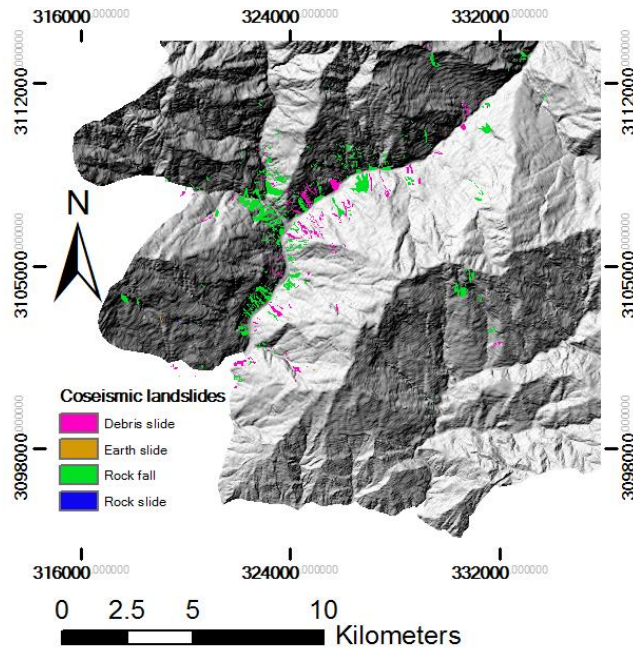 316000.000000 324000.000000 332000.000000
3112000.000000
3112000.000000
N
3105000.000000
3105000.000000
Coseismic landslides
Debris slide
Earth slide
Rock fall
Rock slide
3098000.000000
3098000.000000
316000.000000 324000.000000 332000.000000
0 2.5 5 10
Kilometers